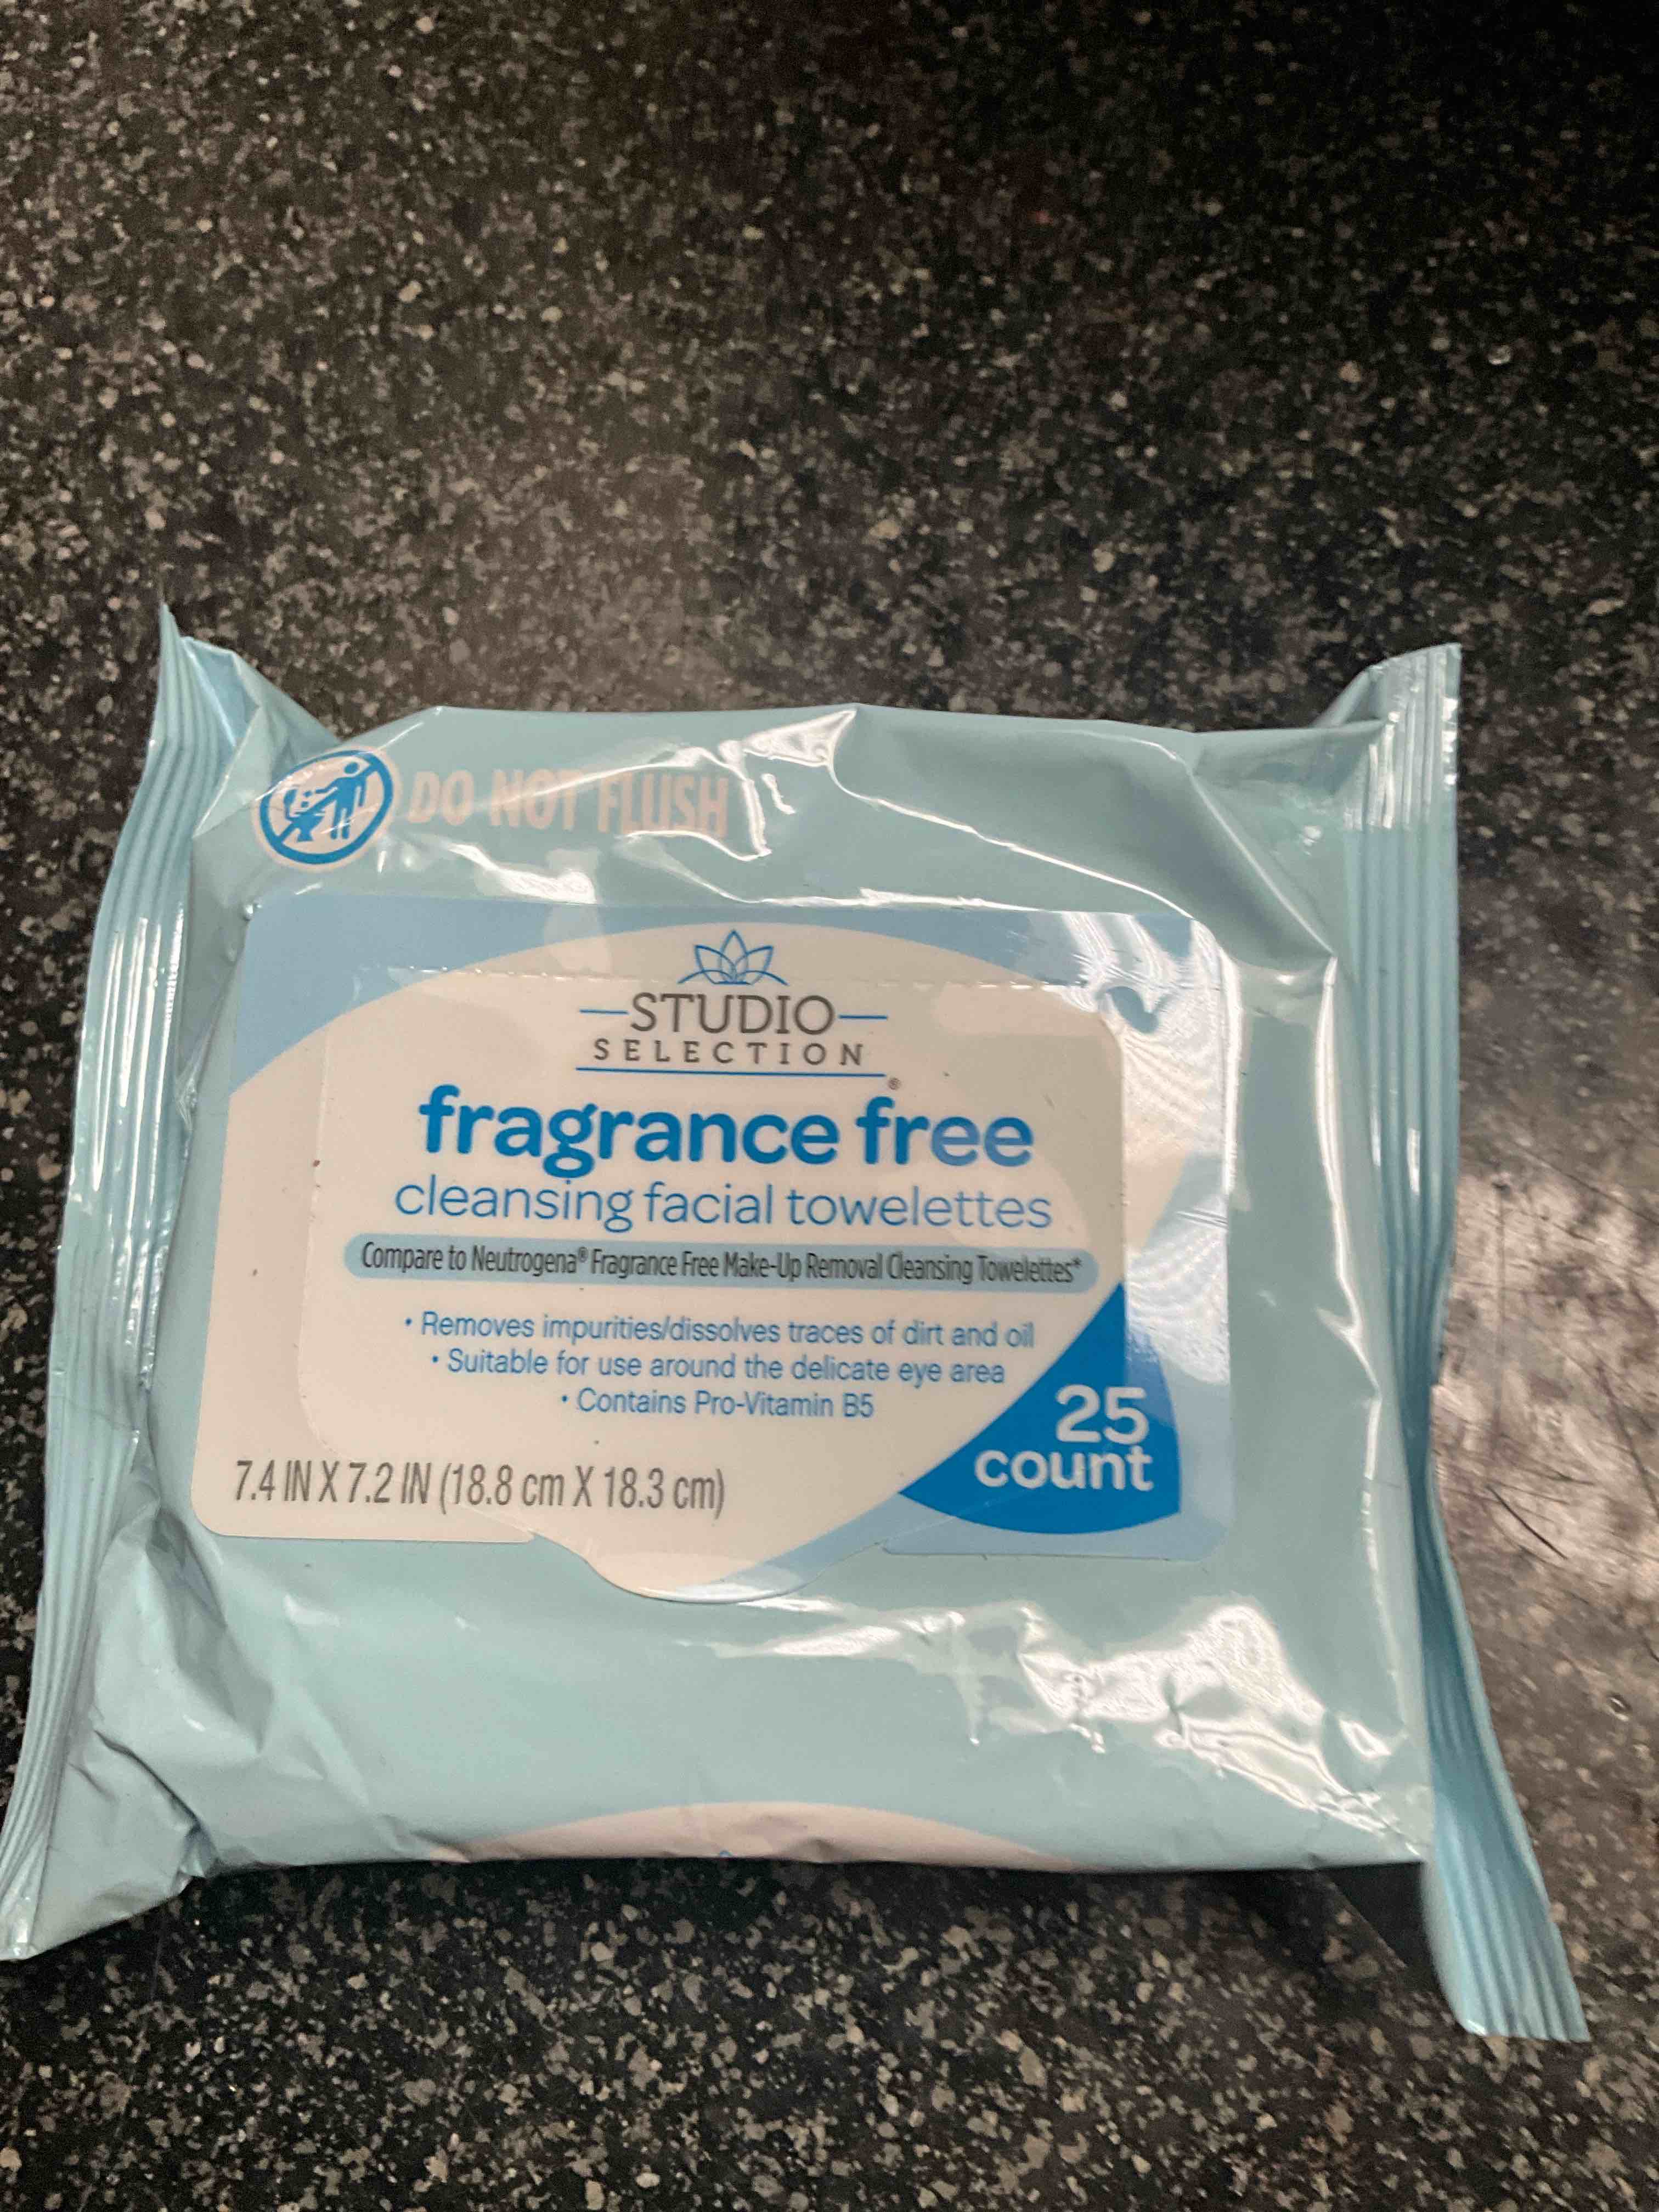 DO NOT FLUSH
STUDIO
SELECTION®
fragrance free
cleansing facial towelettes
Compare to Neutrogena® Fragrance Free Make-Up Removal Cleansing Towelettes*
• Removes impurities/dissolves traces of dirt and oil
• Suitable for use around the delicate eye area
• Contains Pro-Vitamin B5
25
count
7.4 IN X 7.2 IN (18.8 cm X 18.3 cm)